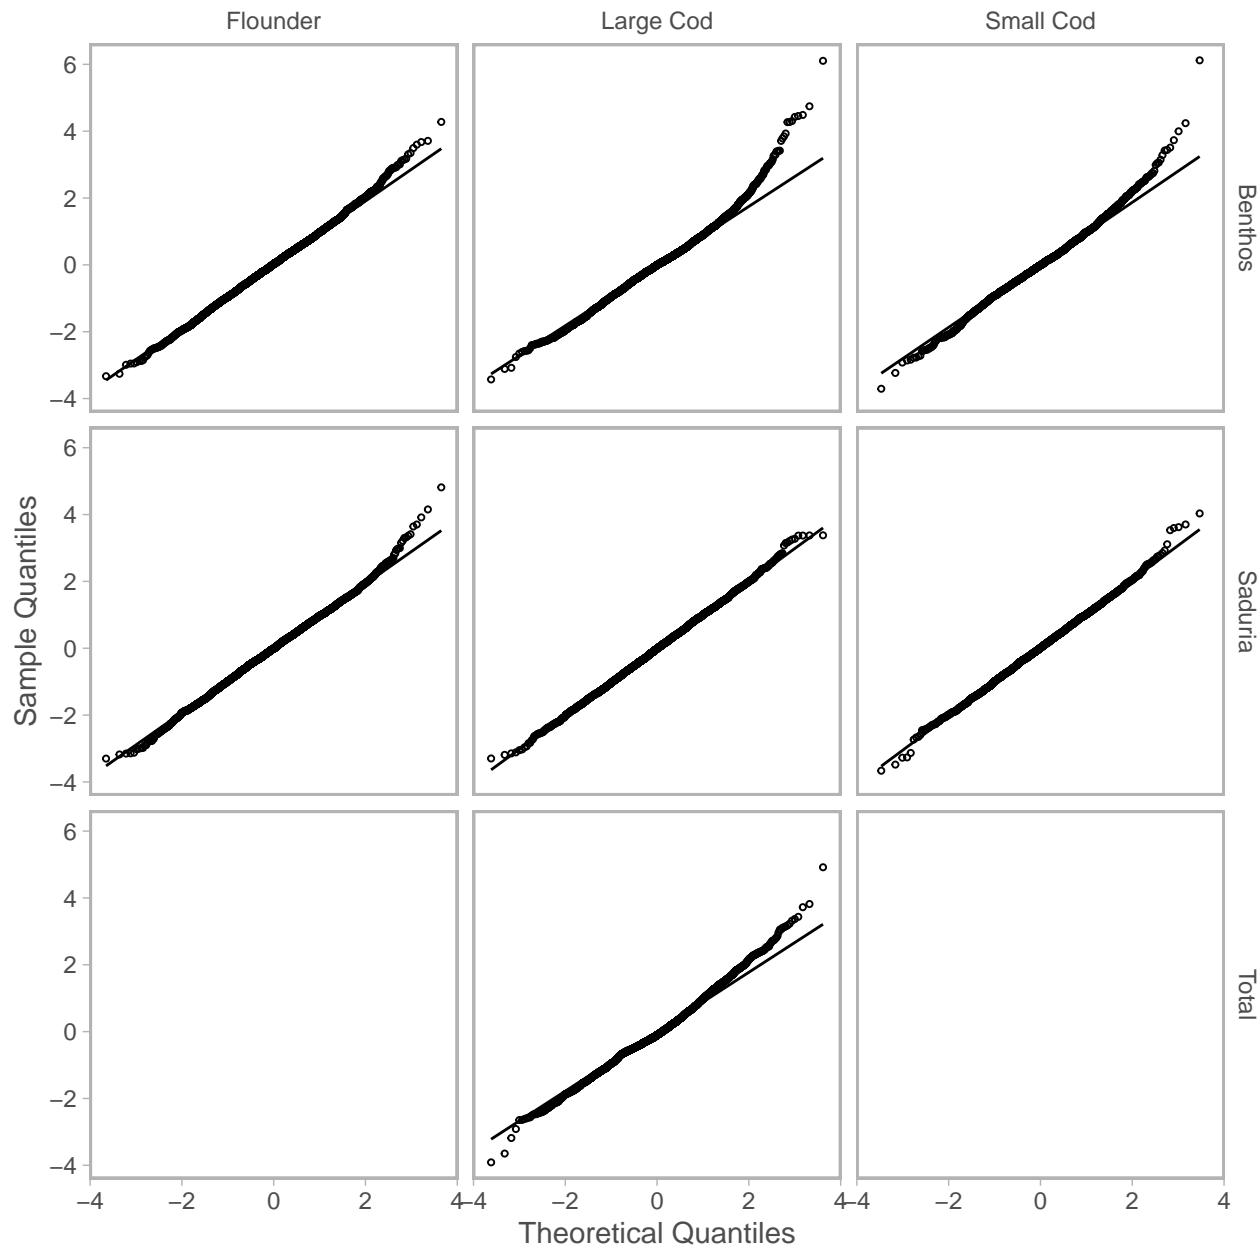 Flounder Large Cod Small Cod
6
4
2
0
−2
−4
Benthos
6
4
2
0
−2
−4
Saduria
6
4
2
0
−2
−4
Total
−4 −2 0 2 4 −4 −2 0 2 4 −4 −2 0 2 4
Theoretical Quantiles
Sample Quantiles